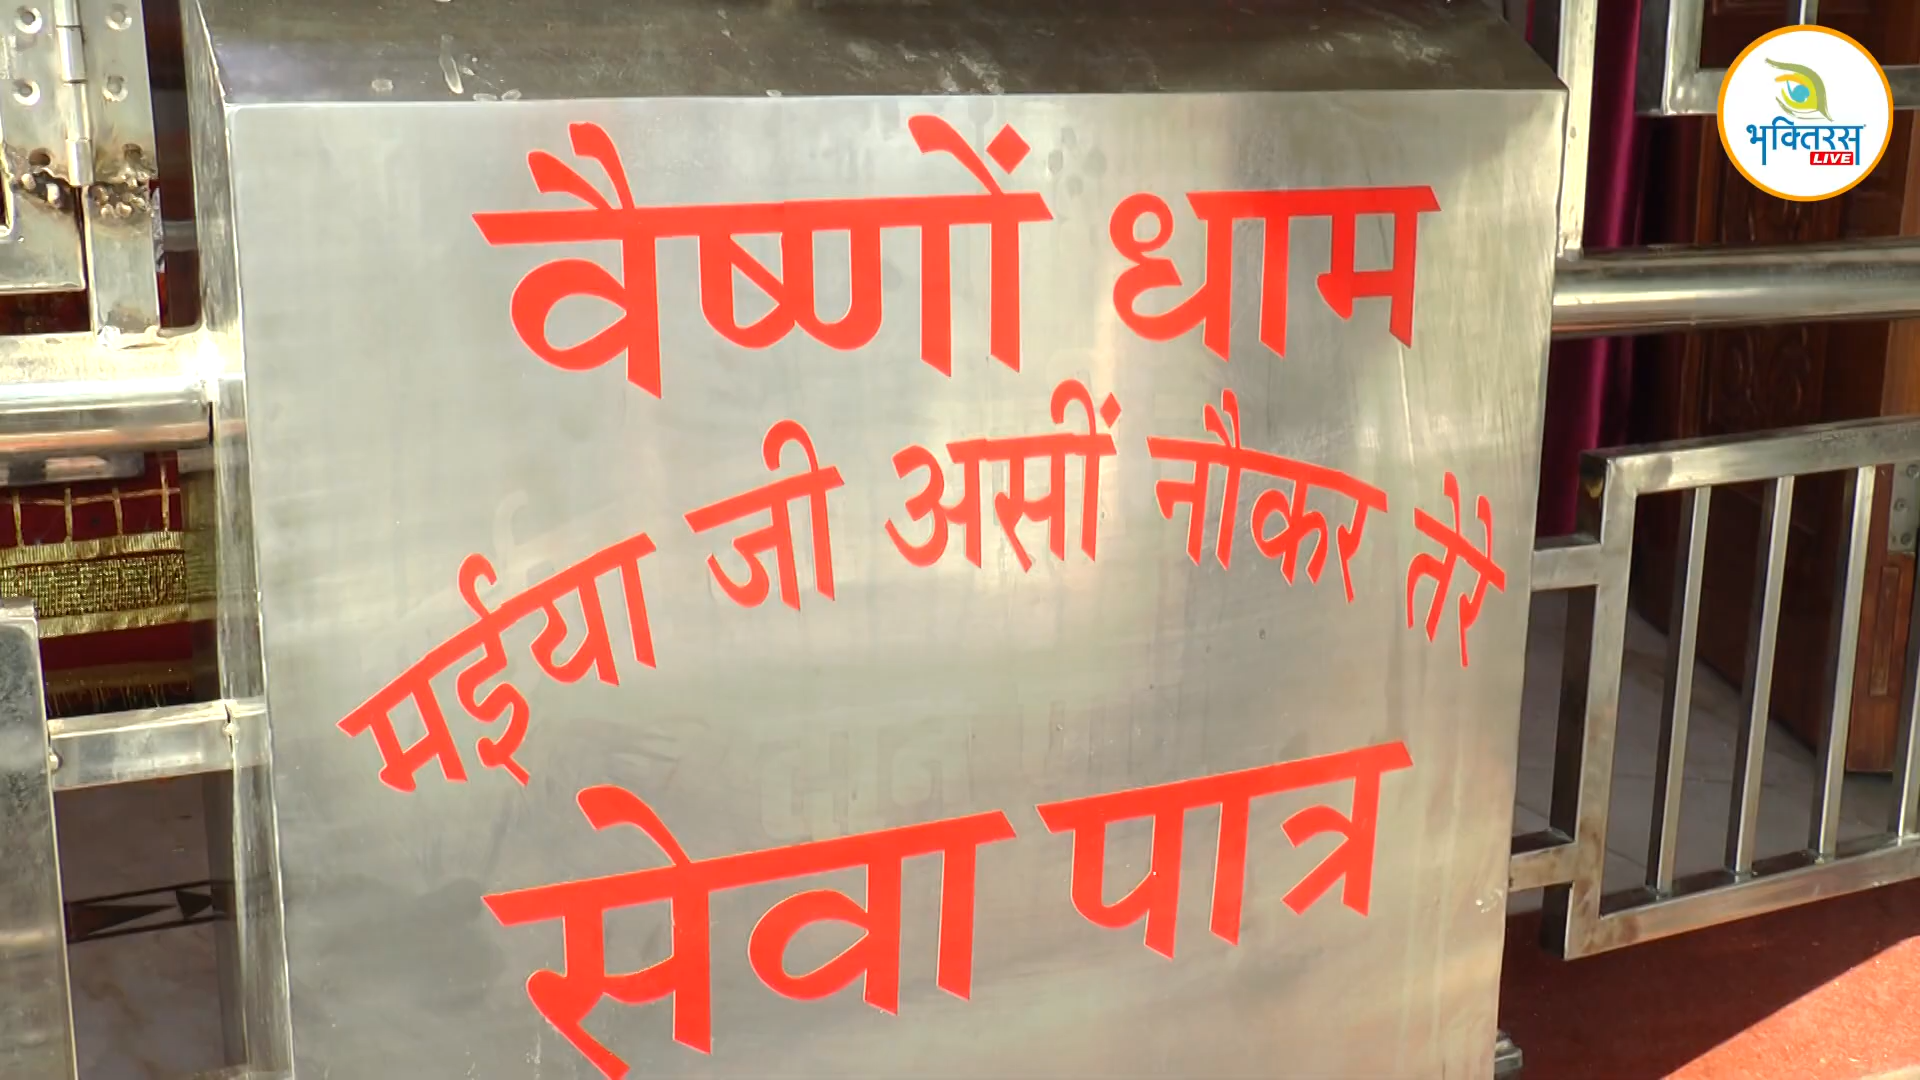 वैष्णों धाम
मईया जी असीं नौकर तेरे
सेवा पात्र
भक्तिरस
LIVE